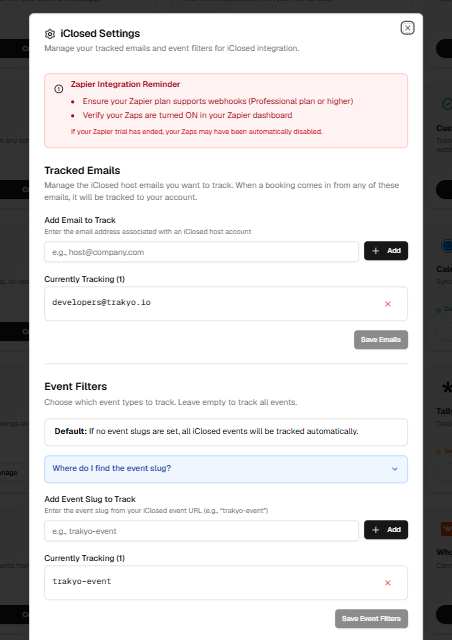 iClosed Settings
Manage your tracked emails and event filters for iClosed integration.
Zapier Integration Reminder
• Ensure your Zapier plan supports webhooks (Professional plan or higher)
• Verify your Zaps are turned ON in your Zapier dashboard
If your Zapier trial has ended, your Zaps may have been automatically disabled.
Tracked Emails
Manage the iClosed host emails you want to track. When a booking comes in from any of these
emails, it will be tracked to your account.
Add Email to Track
Enter the email address associated with an iClosed host account
e.g., host@company.com
+ Add
Currently Tracking (1)
developers@trakyo.io
Save Emails
Event Filters
Choose which event types to track. Leave empty to track all events.
Default: If no event slugs are set, all iClosed events will be tracked automatically.
Where do I find the event slug?
Add Event Slug to Track
Enter the event slug from your iClosed event URL (e.g., "trakyo-event")
e.g., trakyo-event
+ Add
Currently Tracking (1)
trakyo-event
Save Event Filters